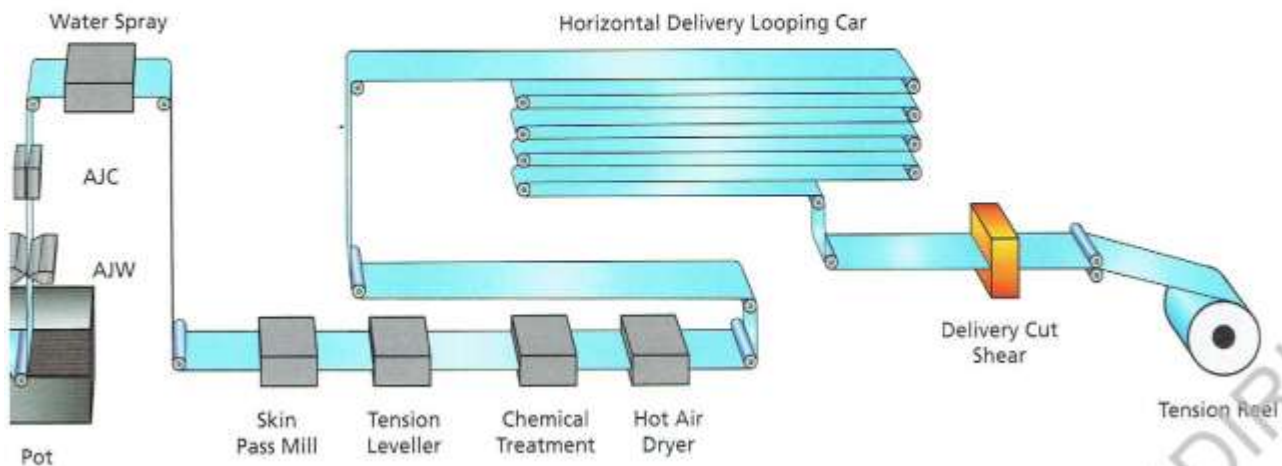 Water Spray
Horizontal Delivery Looping Car
AJC
AJW
Delivery Cut
Shear
Tension Reel
Skin
Pass Mill
Tension
Leveller
Chemical
Treatment
Hot Air
Dryer
Pot